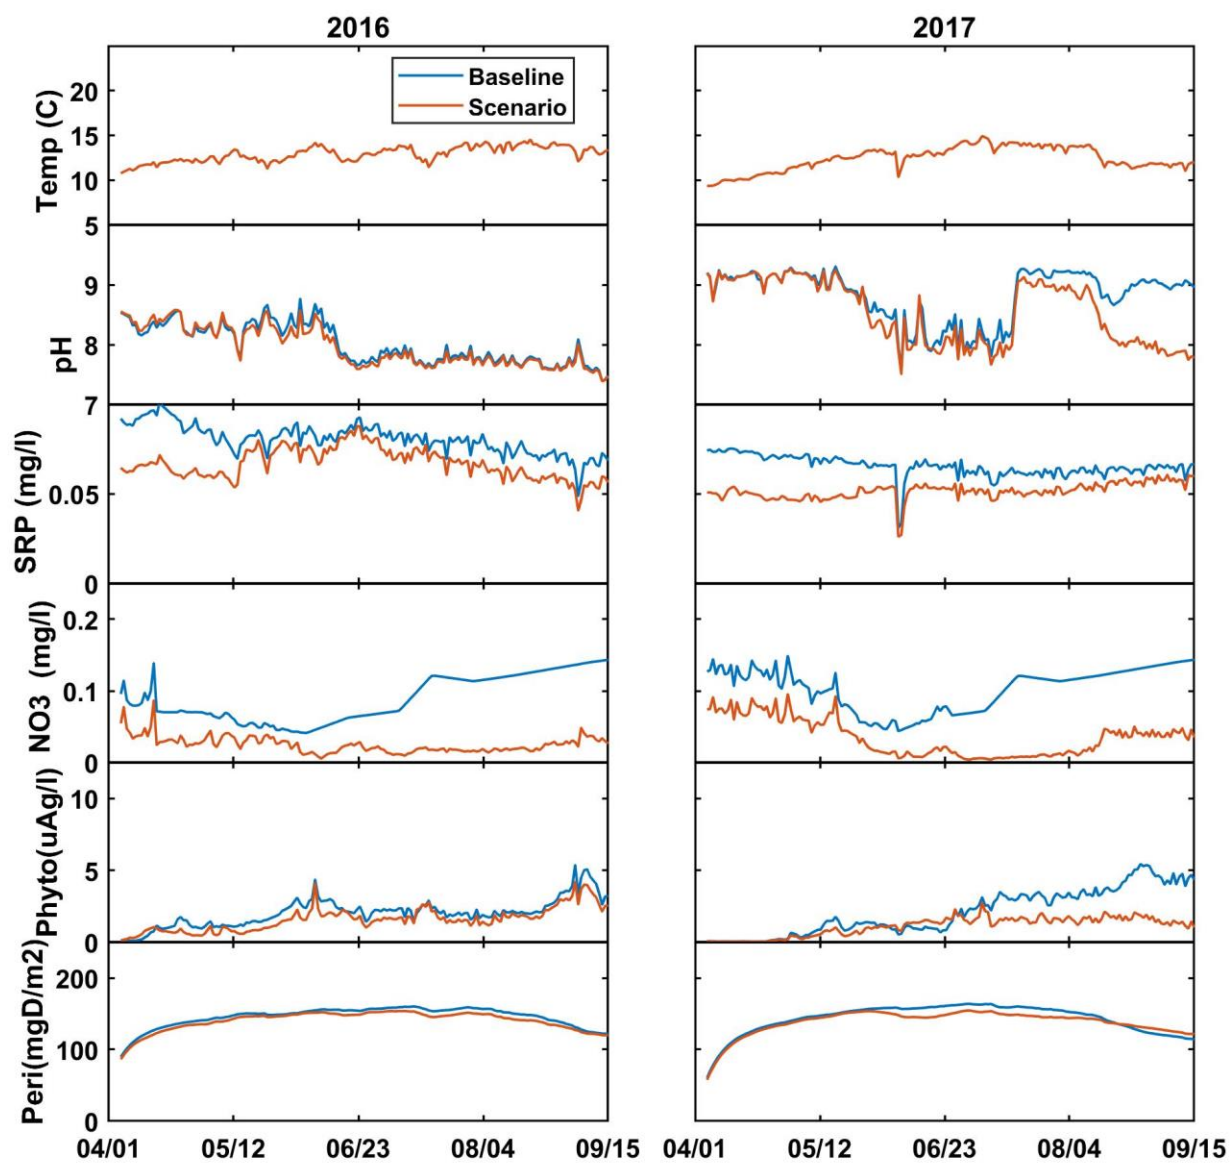 2016
2017
Baseline
Scenario
Temp (C)
20
15
10
5
pH
9
8
7
SRP (mg/l)
0.05
0
NO3 (mg/l)
0.2
0.1
0
Phyto(uAg/l)
10
5
0
Peri(mgD/m2)
200
100
0
04/01 05/12 06/23 08/04 09/15
04/01 05/12 06/23 08/04 09/15